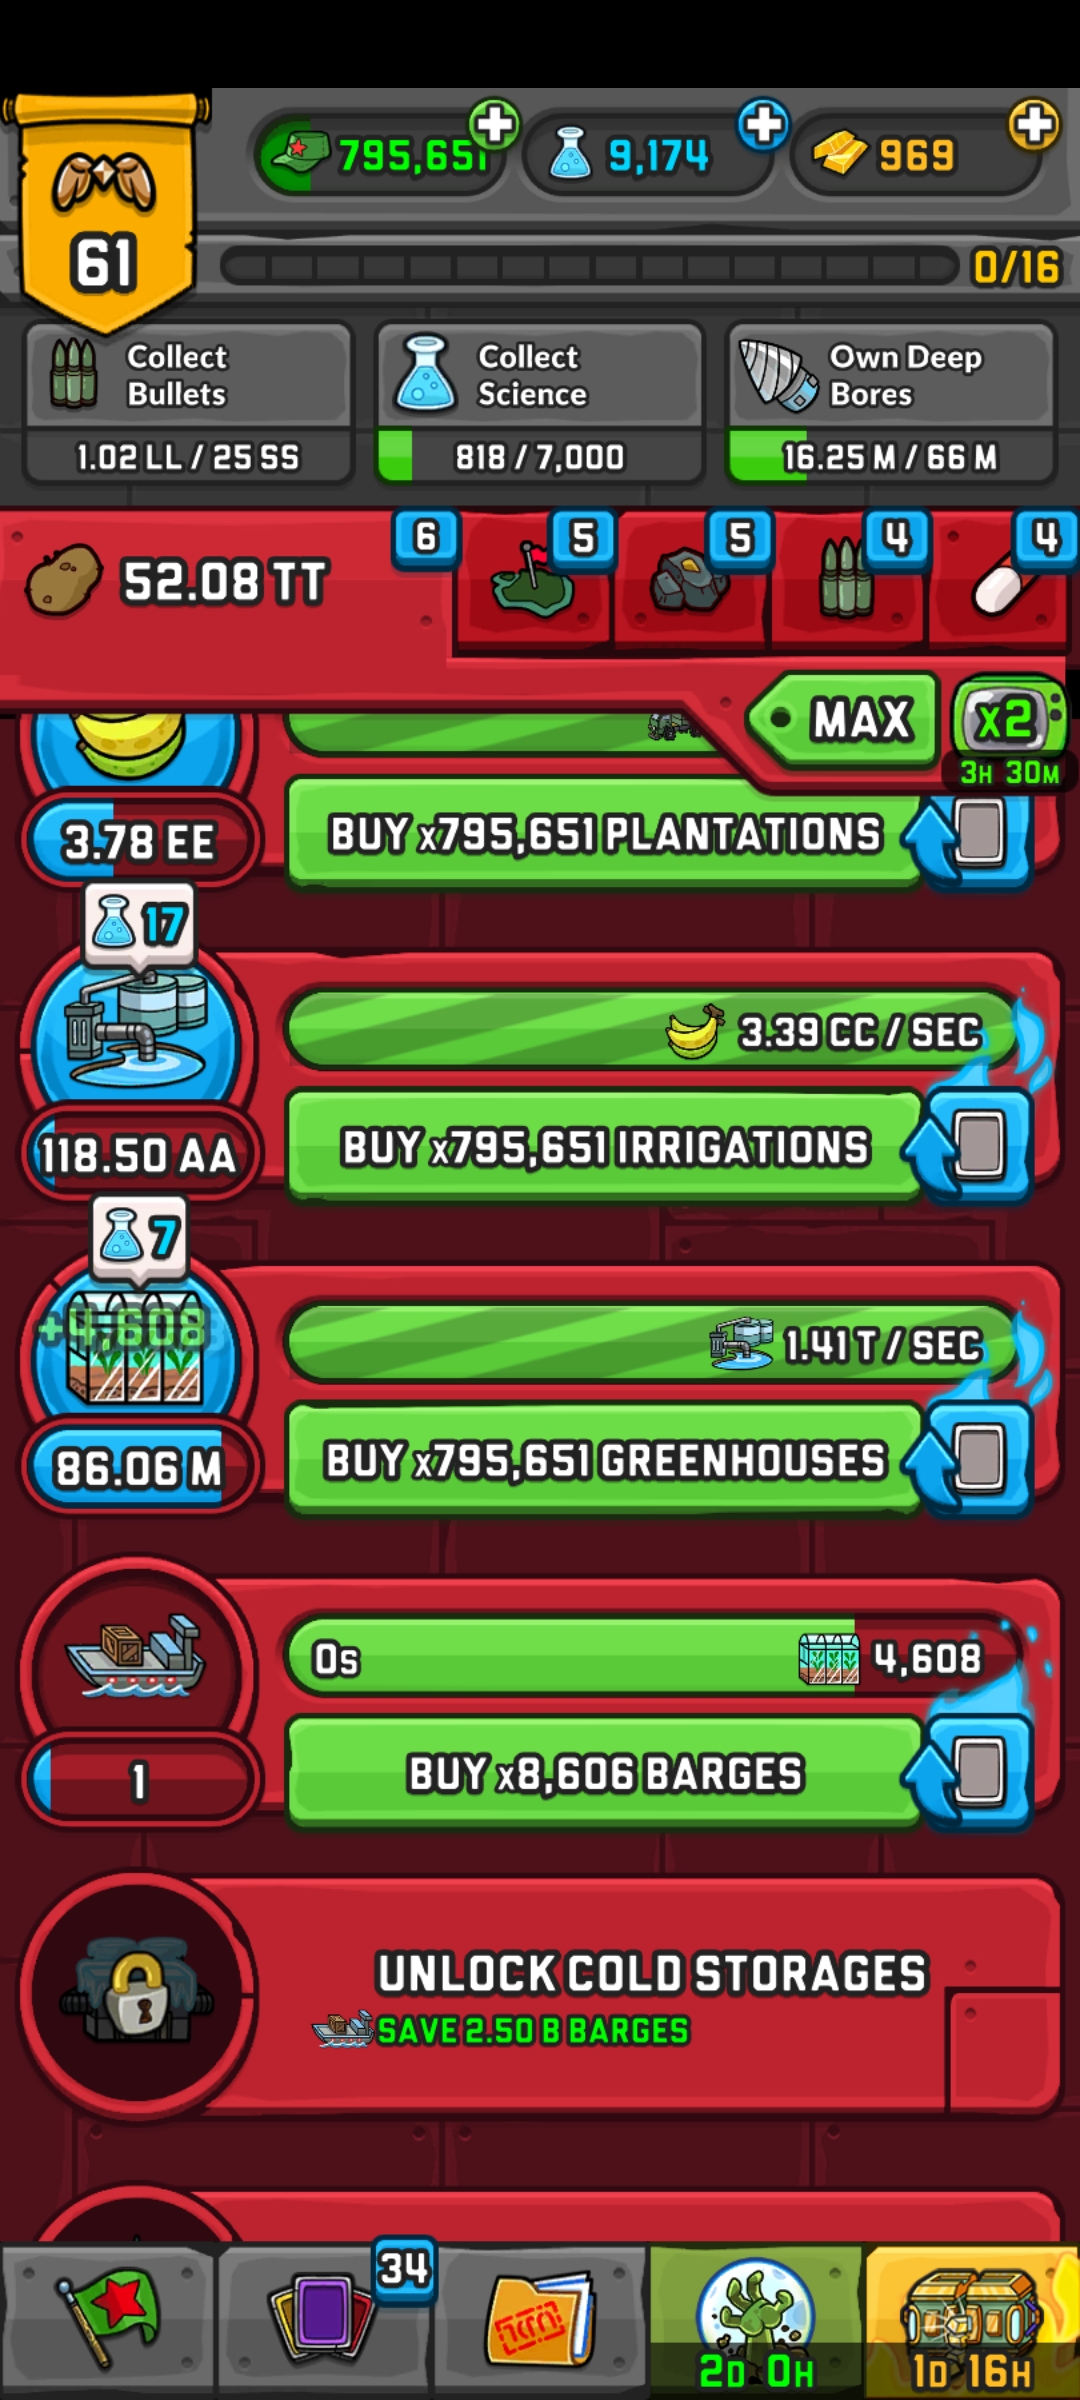 795,651
9,174
969
61
0/16
Collect
Bullets
1.02 LL / 25 SS
Collect
Science
818 / 7,000
Own Deep
Bores
16.25 M / 66 M
52.08 TT
6
5
5
4
4
MAX
x2
3H 30M
3.78 EE
BUY x795,651 PLANTATIONS
17
3.39 CC / SEC
118.50 AA
BUY x795,651 IRRIGATIONS
7
+4,608
1.41 T / SEC
86.06 M
BUY x795,651 GREENHOUSES
0s
4,608
1
BUY x8,606 BARGES
UNLOCK COLD STORAGES
SAVE 2.50 B BARGES
34
2D 0H
1D 16H